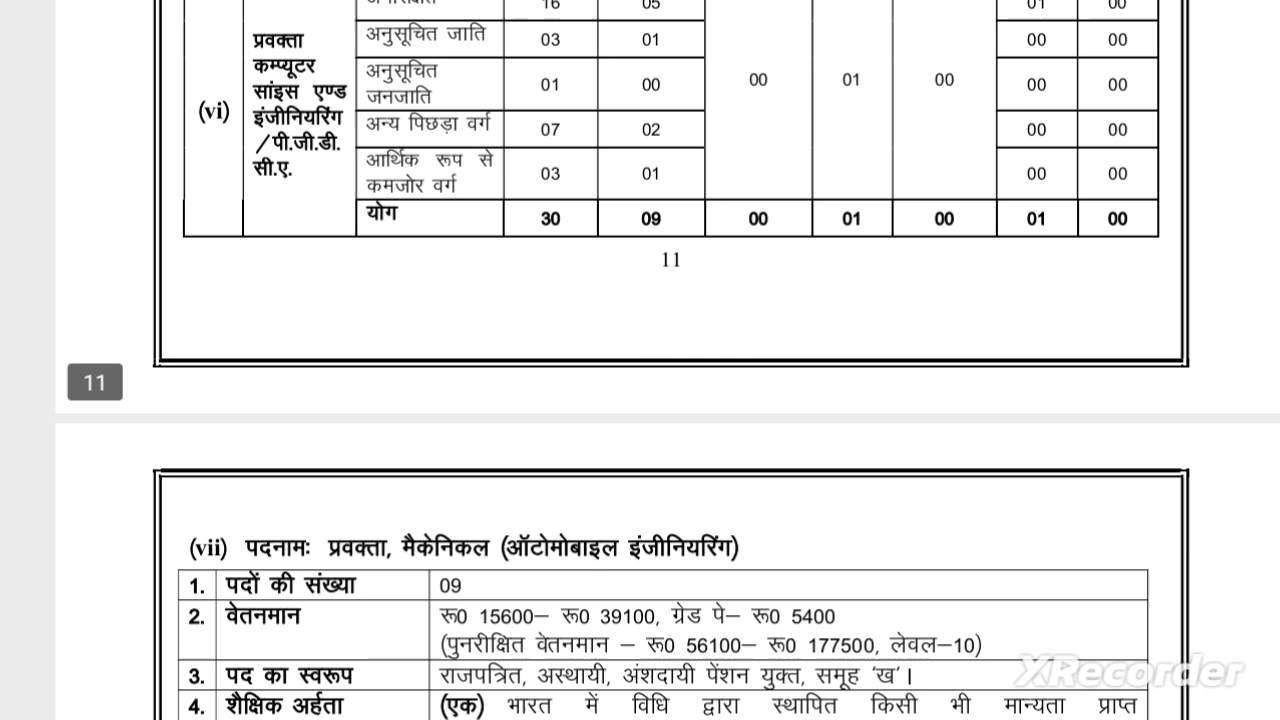 16 05 01 00
अनुसूचित जाति 03 01 00 00
प्रवक्ता
कम्प्यूटर
सांइस एण्ड
इंजीनियरिंग
/पी.जी.डी.
सी.ए.
(vi)
अनुसूचित
जनजाति 01 00 00 01 00 00 00
अन्य पिछड़ा वर्ग 07 02 00 00
आर्थिक रूप से
कमजोर वर्ग 03 01 00 00
योग 30 09 00 01 00 01 00
11
11
(vii) पदनामः प्रवक्ता, मैकेनिकल (ऑटोमोबाइल इंजीनियरिंग)
1. पदों की संख्या 09
2. वेतनमान रू0 15600– रू0 39100, ग्रेड पे– रू0 5400
(पुनरीक्षित वेतनमान – रू0 56100– रू0 177500, लेवल–10)
3. पद का स्वरूप राजपत्रित, अस्थायी, अंशदायी पेंशन युक्त, समूह ‘ख’।
4. शैक्षिक अर्हता (एक) भारत में विधि द्वारा स्थापित किसी भी मान्यता प्राप्त
XRecorder